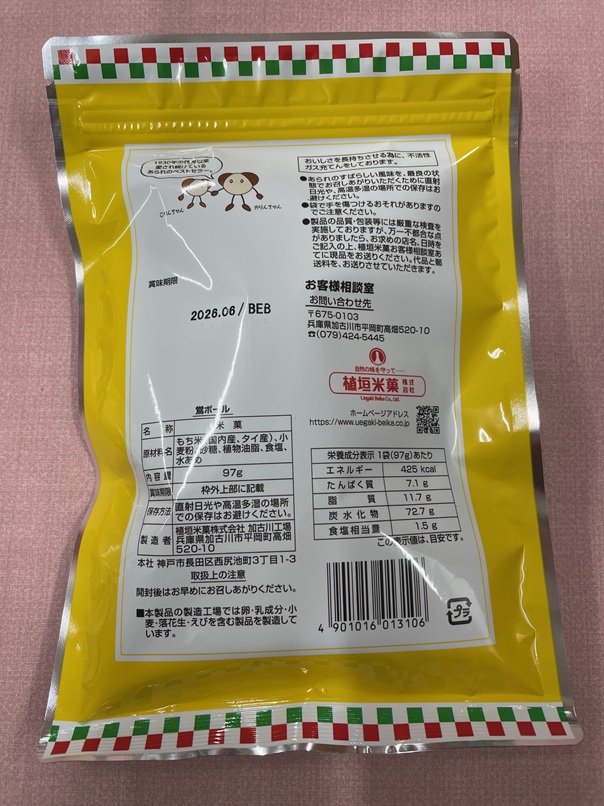 1930年の発売以来
愛され続けている
あられのベストセラー。
ぴんちゃん
かりんちゃん
おいしさを長持ちさせる為に、不活性
ガス充てんをしております。
●あられのすばらしい風味を、最良の状
態でお召しあがりいただくために直射
日光や、高温多湿の場所での保存はお
避けください。
●袋で手を傷つけるおそれがありますの
でご注意ください。
●製品の品質・包装等には厳重な検査を
実施しておりますが、万一不都合な点
がありましたら、お求めの店名、日時を
ご記入の上、植垣米菓お客様相談室あ
てに現品をお送りください。代品と郵
送料を、お送りさせていただきます。
賞味期限
2026.06/BEB
お客様相談室
お問い合わせ先
〒675-0103
兵庫県加古川市平岡町高畑520-10
☎(079)424-5445
自然の味を守って……
植垣米菓 株式会社
Uegaki Beika Co., Ltd.
ホームページアドレス
https://www.uegaki-beika.co.jp
鴬ボール
名称 米菓
原材料名 もち米(国内産、タイ産)、小
麦粉、砂糖、植物油脂、食塩、
水あめ
内容量 97g
賞味期限 枠外上部に記載
保存方法 直射日光や高温多湿の場所
での保存はお避けください。
製造者 植垣米菓株式会社 加古川工場
兵庫県加古川市平岡町高畑
520-10
本社 神戸市長田区西尻池町3丁目1-3
取扱上の注意
開封後はお早めにお召しあがりください。
■本製品の製造工場では卵・乳成分・小
麦・落花生・えびを含む製品を製造して
います。
栄養成分表示 1袋(97g)あたり
エネルギー 425 kcal
たんぱく質 7.1 g
脂質 11.7 g
炭水化物 72.7 g
食塩相当量 1.5 g
この表示値は、目安です。
4 901016 013106
プラ